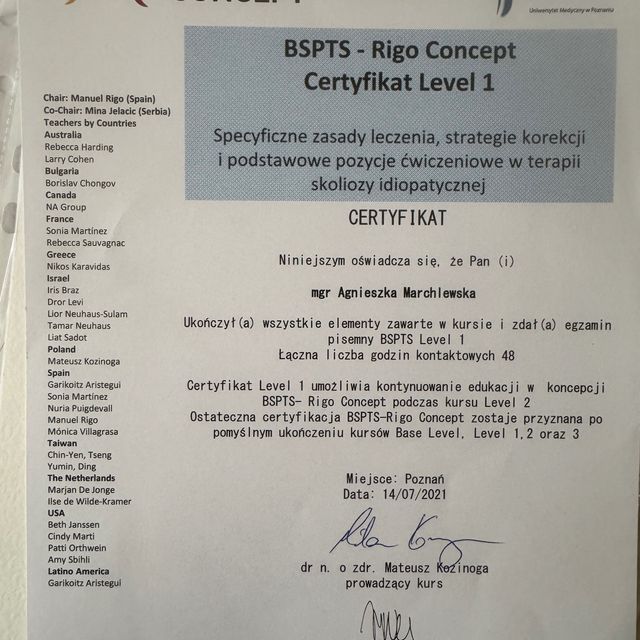 Uniwersytet Medyczny w Poznaniu
BSPTS - Rigo Concept
Certyfikat Level 1
Specyficzne zasady leczenia, strategie korekcji
i podstawowe pozycje ćwiczeniowe w terapii
skoliozy idiopatycznej
Chair: Manuel Rigo (Spain)
Co-Chair: Mina Jelacic (Serbia)
Teachers by Countries
Australia
Rebecca Harding
Larry Cohen
Bulgaria
Borislav Chongov
Canada
NA Group
France
Sonia Martínez
Rebecca Sauvagnac
Greece
Nikos Karavidas
Israel
Iris Braz
Dror Levi
Lior Neuhaus-Sulam
Tamar Neuhaus
Liat Sadot
Poland
Mateusz Kozinoga
Spain
Garikoitz Aristegui
Sonia Martínez
Nuria Puigdevall
Manuel Rigo
Mónica Villagrasa
Taiwan
Chin-Yen, Tseng
Yumin, Ding
The Netherlands
Marjan De Jonge
Ilse de Wilde-Kramer
USA
Beth Janssen
Cindy Marti
Patti Orthwein
Amy Sbihli
Latino America
Garikoitz Aristegui
CERTYFIKAT
Niniejszym oświadcza się, że Pan (i)
mgr Agnieszka Marchlewska
Ukończył(a) wszystkie elementy zawarte w kursie i zdał(a) egzamin
pisemny BSPTS Level 1
Łączna liczba godzin kontaktowych 48
Certyfikat Level 1 umożliwia kontynuowanie edukacji w koncepcji
BSPTS- Rigo Concept podczas kursu Level 2
Ostateczna certyfikacja BSPTS-Rigo Concept zostaje przyznana po
pomyślnym ukończeniu kursów Base Level, Level 1,2 oraz 3
Miejsce: Poznań
Data: 14/07/2021
dr n. o zdr. Mateusz Kozinoga
prowadzący kurs